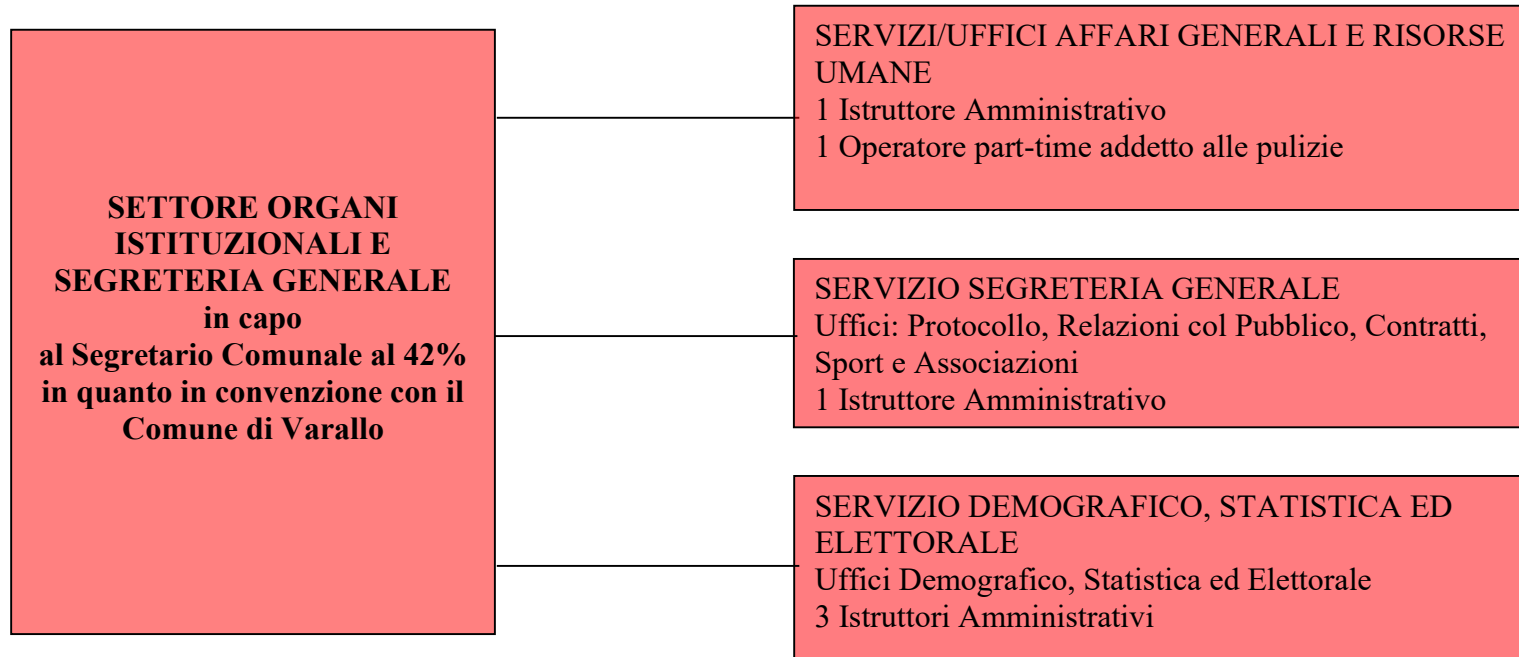 SETTORE ORGANI
ISTITUZIONALI E
SEGRETERIA GENERALE
in capo
al Segretario Comunale al 42%
in quanto in convenzione con il
Comune di Varallo
SERVIZI/UFFICI AFFARI GENERALI E RISORSE
UMANE
1 Istruttore Amministrativo
1 Operatore part-time addetto alle pulizie
SERVIZIO SEGRETERIA GENERALE
Uffici: Protocollo, Relazioni col Pubblico, Contratti,
Sport e Associazioni
1 Istruttore Amministrativo
SERVIZIO DEMOGRAFICO, STATISTICA ED
ELETTORALE
Uffici Demografico, Statistica ed Elettorale
3 Istruttori Amministrativi